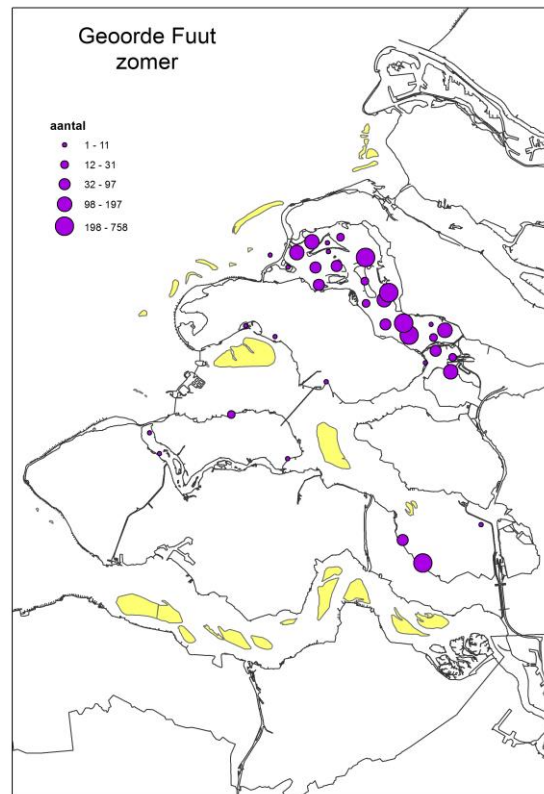 Geoorde Fuut
zomer
aantal
1 - 11
12 - 31
32 - 97
98 - 197
198 - 758